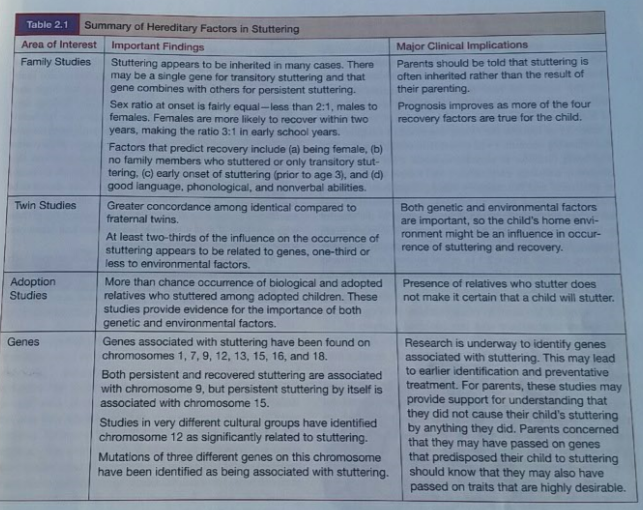 Table 2.1 Summary of Hereditary Factors in Stuttering
Area of Interest Important Findings Major Clinical Implications
Family Studies
Stuttering appears to be inherited in many cases. There
may be a single gene for transitory stuttering and that
gene combines with others for persistent stuttering.
Sex ratio at onset is fairly equal—less than 2:1, males to
females. Females are more likely to recover within two
years, making the ratio 3:1 in early school years.
Factors that predict recovery include (a) being female, (b)
no family members who stuttered or only transitory stut-
tering, (c) early onset of stuttering (prior to age 3), and (d)
good language, phonological, and nonverbal abilities.
Parents should be told that stuttering is
often inherited rather than the result of
their parenting.
Prognosis improves as more of the four
recovery factors are true for the child.
Twin Studies
Greater concordance among identical compared to
fraternal twins.
At least two-thirds of the influence on the occurrence of
stuttering appears to be related to genes, one-third or
less to environmental factors.
Both genetic and environmental factors
are important, so the child's home envi-
ronment might be an influence in occur-
rence of stuttering and recovery.
Adoption
Studies
More than chance occurrence of biological and adopted
relatives who stuttered among adopted children. These
studies provide evidence for the importance of both
genetic and environmental factors.
Presence of relatives who stutter does
not make it certain that a child will stutter.
Genes
Genes associated with stuttering have been found on
chromosomes 1, 7, 9, 12, 13, 15, 16, and 18.
Both persistent and recovered stuttering are associated
with chromosome 9, but persistent stuttering by itself is
associated with chromosome 15.
Studies in very different cultural groups have identified
chromosome 12 as significantly related to stuttering.
Mutations of three different genes on this chromosome
have been identified as being associated with stuttering.
Research is underway to identify genes
associated with stuttering. This may lead
to earlier identification and preventative
treatment. For parents, these studies may
provide support for understanding that
they did not cause their child's stuttering
by anything they did. Parents concerned
that they may have passed on genes
that predisposed their child to stuttering
should know that they may also have
passed on traits that are highly desirable.